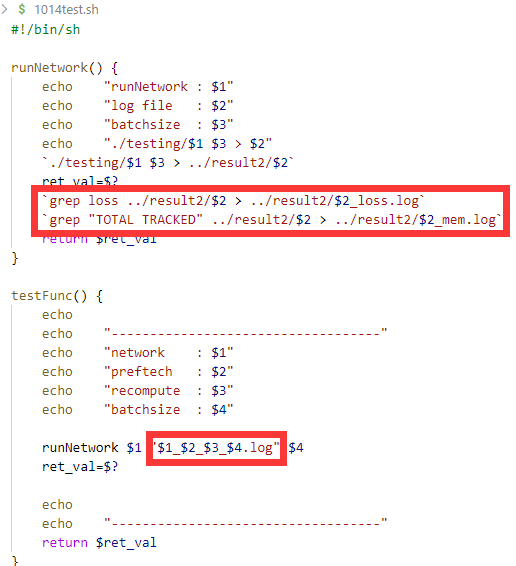 > $ 1014test.sh
#!/bin/sh
runNetwork() {
echo "runNetwork : $1"
echo "log file : $2"
echo "batchsize : $3"
echo "./testing/$1 $3 > $2"
`./testing/$1 $3 > ../result2/$2`
ret_val=$?
`grep loss ../result2/$2 > ../result2/$2_loss.log`
`grep "TOTAL TRACKED" ../result2/$2 > ../result2/$2_mem.log`
return $ret_val
}
testFunc() {
echo
echo "----------------------------------"
echo "network : $1"
echo "preftech : $2"
echo "recompute : $3"
echo "batchsize : $4"
runNetwork $1 "$1_$2_$3_$4.log" $4
ret_val=$?
echo
echo "----------------------------------"
return $ret_val
}